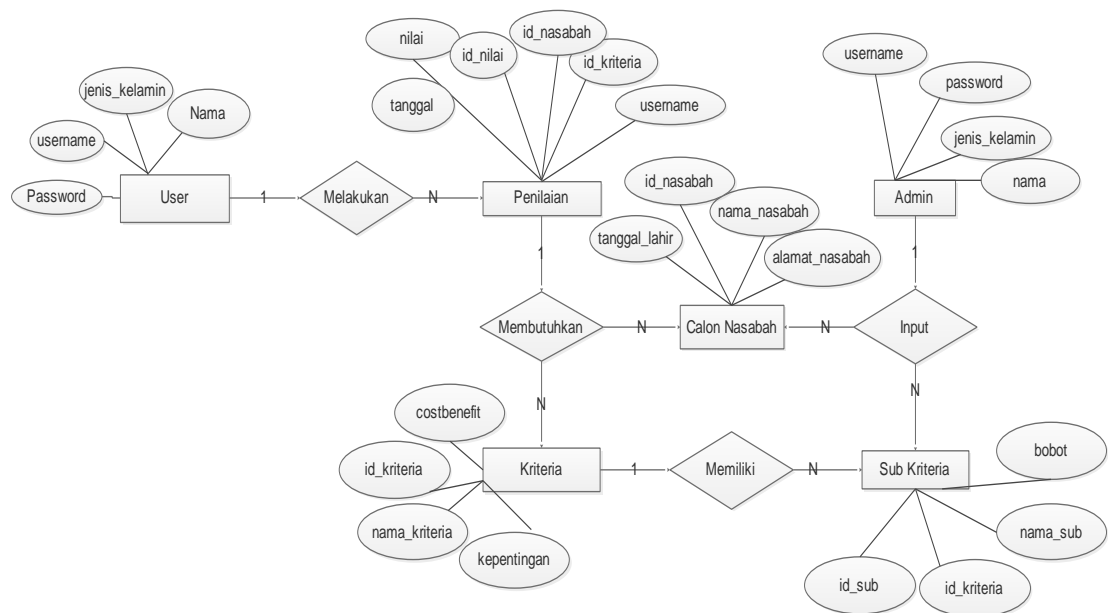 nilai
id_nilai
id_nasabah
id_kriteria
tanggal
username
username
password
jenis_kelamin
nama
jenis_kelamin
Nama
username
Password
User
1
Melakukan
N
Penilaian
Admin
1
1
id_nasabah
nama_nasabah
tanggal_lahir
alamat_nasabah
Membutuhkan
N
Calon Nasabah
N
Input
N
N
costbenefit
id_kriteria
nama_kriteria
kepentingan
Kriteria
1
Memiliki
N
Sub Kriteria
bobot
nama_sub
id_sub
id_kriteria